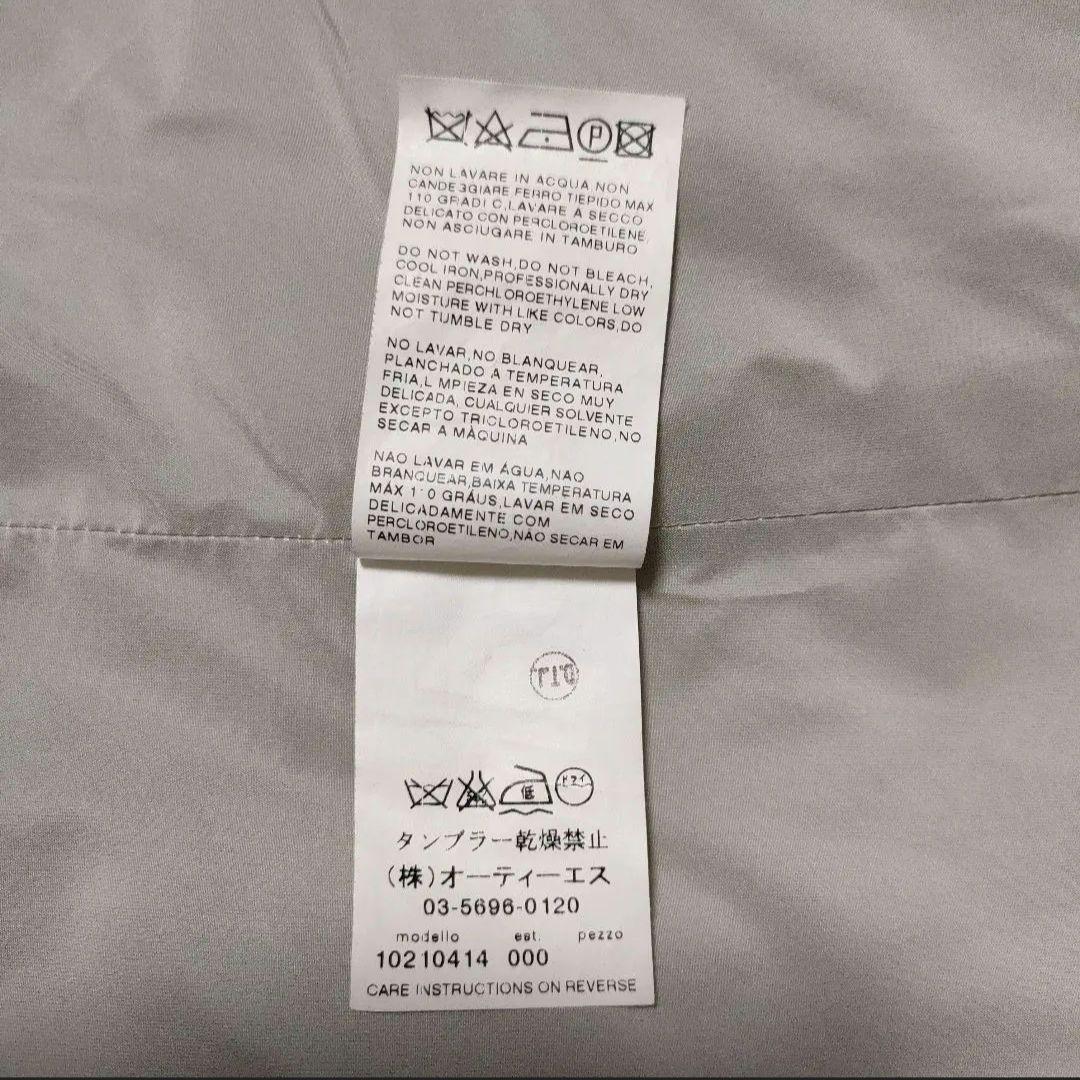 P
NON LAVARE IN ACQUA,NON
CANDEGGIARE FERRO TIEPIDO MAX
110 GRADI C,LAVARE A SECCO
DELICATO CON PERCLOROETILENE,
NON ASCIUGARE IN TAMBURO
DO NOT WASH,DO NOT BLEACH,
COOL IRON,PROFESSIONALLY DRY
CLEAN PERCHLOROETHYLENE LOW
MOISTURE WITH LIKE COLORS,DO
NOT TUMBLE DRY
NO LAVAR,NO BLANQUEAR,
PLANCHADO A TEMPERATURA
FRIA,L MPIEZA EN SECO MUY
DELICADA, CUALQUIER SOLVENTE
EXCEPTO TRICLOROETILENO,NO
SECAR A MÀQUINA
NÃO LAVAR EM ÁGUA,NÃO
BRANQUEAR,BAIXA TEMPERATURA
MÁX 110 GRÁUS,LAVAR EM SECO
DELICADAMENTE COM
PERCLOROETILENO,NÃO SECAR EM
TAMBOR
低 ドライ
タンブラー乾燥禁止
(株)オーティーエス
03-5696-0120
modello est. pezzo
10210414 000
CARE INSTRUCTIONS ON REVERSE